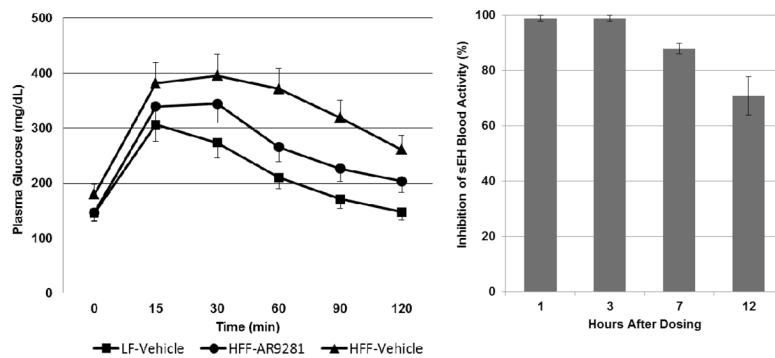 Plasma Glucose (mg/dL)
500
400
300
200
100
0
0 15 30 60 90 120
Time (min)
LF-Vehicle HFF-AR9281 HFF-Vehicle
Inhibition of sEH Blood Activity (%)
100
80
60
40
20
0
1 3 7 12
Hours After Dosing